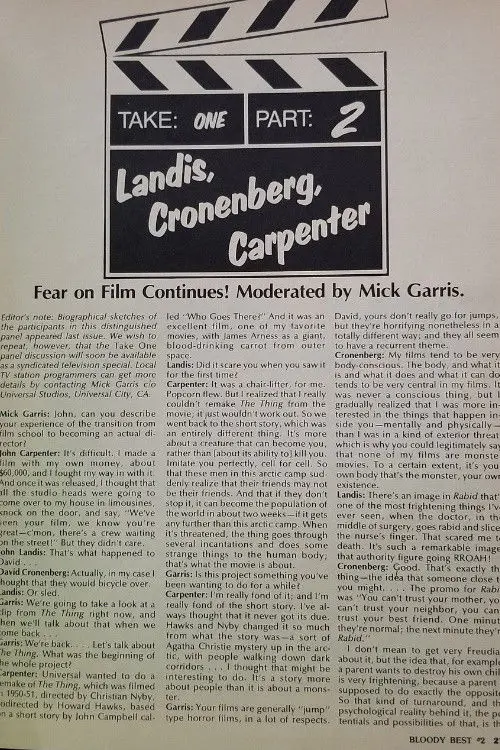 TAKE: ONE PART: 2
Landis,
Cronenberg,
Carpenter
Fear on Film Continues! Moderated by Mick Garris.
Editor's note: Biographical sketches of
the participants in this distinguished
panel appeared last issue. We wish to
repeat, however, that the Take One
panel discussion will soon be available
as a syndicated television special. Local
TV station programmers can get more
details by contacting Mick Garris c/o
Universal Studios, Universal City, CA.
Mick Garris: John, can you describe
your experience of the transition from
film school to becoming an actual di-
rector?
John Carpenter: It's difficult. I made a
film with my own money, about
$60,000, and I fought my way in with it.
And once it was released, I thought that
all the studio heads were going to
come over to my house in limousines,
knock on the door, and say, "We've
seen your film, we know you're
great—c'mon, there's a crew waiting
on the street!" But they didn't care.
John Landis: That's what happened to
David . . .
David Cronenberg: Actually, in my case I
thought that they would bicycle over.
Landis: Or sled.
Garris: We're going to take a look at a
clip from The Thing right now, and
then we'll talk about that when we
come back . . .
Garris: We're back. . . . Let's talk about
The Thing. What was the beginning of
the whole project?
Carpenter: Universal wanted to do a
remake of The Thing, which was filmed
in 1950-51, directed by Christian Nyby,
codirected by Howard Hawks, based
on a short story by John Campbell cal-
led "Who Goes There?" And it was an
excellent film, one of my favorite
movies, with James Arness as a giant,
blood-drinking carrot from outer
space.
Landis: Did it scare you when you saw it
for the first time?
Carpenter: It was a chair-lifter, for me.
Popcorn flew. But I realized that I really
couldn't remake The Thing from the
movie; it just wouldn't work out. So we
went back to the short story, which was
an entirely different thing. It's more
about a creature that can become you,
rather than [about its ability to] kill you.
Imitate you perfectly, cell for cell. So
that these men in this arctic camp sud-
denly realize that their friends may not
be their friends. And that if they don't
stop it, it can become the population of
the world in about two weeks—if it gets
any further than this arctic camp. When
it's threatened, the thing goes through
several incantations and does some
strange things to the human body;
that's what the movie is about.
Garris: Is this project something you've
been wanting to do for a while?
Carpenter: I'm really fond of it; and I'm
really fond of the short story. I've al-
ways thought that it never got its due.
Hawks and Nyby changed it so much
from what the story was—a sort of
Agatha Christie mystery up in the arc-
tic, with people walking down dark
corridors . . . . I thought that might be
interesting to do. It's a story more
about people than it is about a mons-
ter.
Garris: Your films are generally "jump"
type horror films, in a lot of respects.
David, yours don't really go for jumps,
but they're horrifying nonetheless in a
totally different way; and they all seem
to have a recurrent theme.
Cronenberg: My films tend to be very
body-conscious. The body, and what it
is and what it does and what it can do
tends to be very central in my films. It
was never a conscious thing, but I
gradually realized that I was more in-
terested in the things that happen in-
side you—mentally and physically—
than I was in a kind of exterior threat,
which is why you could legitimately say
that none of my films are monster
movies. To a certain extent, it's your
own body that's the monster, your own
existence.
Landis: There's an image in Rabid that's
one of the most frightening things I've
ever seen, when the doctor, in the
middle of surgery, goes rabid and slices
the nurse's finger. That scared me to
death. It's such a remarkable image,
that authority figure going RROAH!
Cronenberg: Good. That's exactly the
thing—the idea that someone close to
you might. . . . The promo for Rabid
was "You can't trust your mother, you
can't trust your neighbor, you can't
trust your best friend. One minute
they're normal; the next minute they're
Rabid."
I don't mean to get very Freudian
about it, but the idea that, for example,
a parent wants to destroy his own child
is very frightening, because a parent is
supposed to do exactly the opposite.
So that kind of turnaround, and the
psychological reality behind it, the po-
tentials and possibilities of that, is the
BLOODY BEST #2